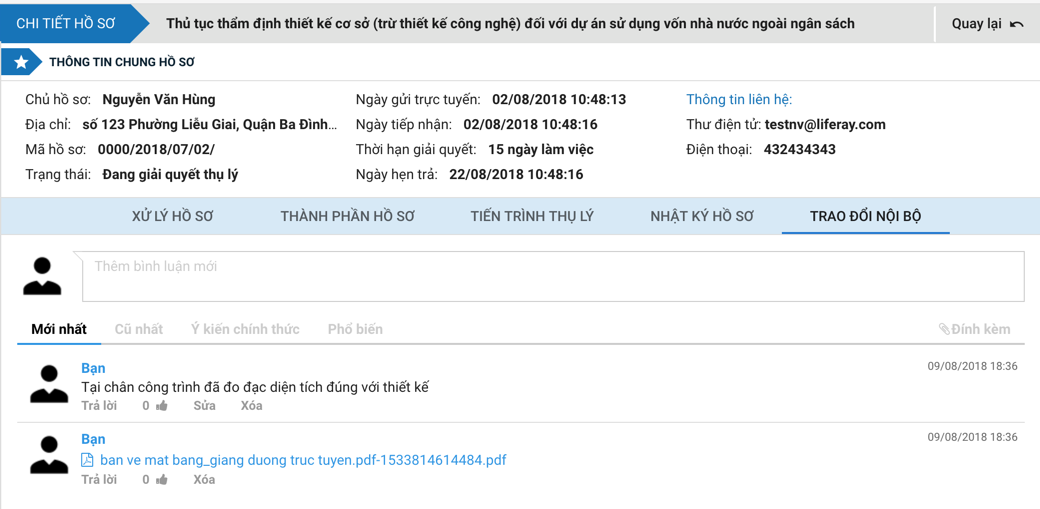 CHI TIẾT HỒ SƠ Thủ tục thẩm định thiết kế cơ sở (trừ thiết kế công nghệ) đối với dự án sử dụng vốn nhà nước ngoài ngân sách Quay lại
THÔNG TIN CHUNG HỒ SƠ
Chủ hồ sơ: Nguyễn Văn Hùng Ngày gửi trực tuyến: 02/08/2018 10:48:13 Thông tin liên hệ:
Địa chỉ: số 123 Phường Liễu Giai, Quận Ba Đình... Ngày tiếp nhận: 02/08/2018 10:48:16 Thư điện tử: testnv@liferay.com
Mã hồ sơ: 0000/2018/07/02/ Thời hạn giải quyết: 15 ngày làm việc Điện thoại: 432434343
Trạng thái: Đang giải quyết thụ lý Ngày hẹn trả: 22/08/2018 10:48:16
XỬ LÝ HỒ SƠ THÀNH PHẦN HỒ SƠ TIẾN TRÌNH THỤ LÝ NHẬT KÝ HỒ SƠ TRAO ĐỔI NỘI BỘ
Thêm bình luận mới
Mới nhất Cũ nhất Ý kiến chính thức Phổ biến Đính kèm
Bạn 09/08/2018 18:36
Tại chân công trình đã đo đạc diện tích đúng với thiết kế
Trả lời 0 Sửa Xóa
Bạn 09/08/2018 18:36
ban ve mat bang_giang duong truc tuyen.pdf-1533814614484.pdf
Trả lời 0 Xóa